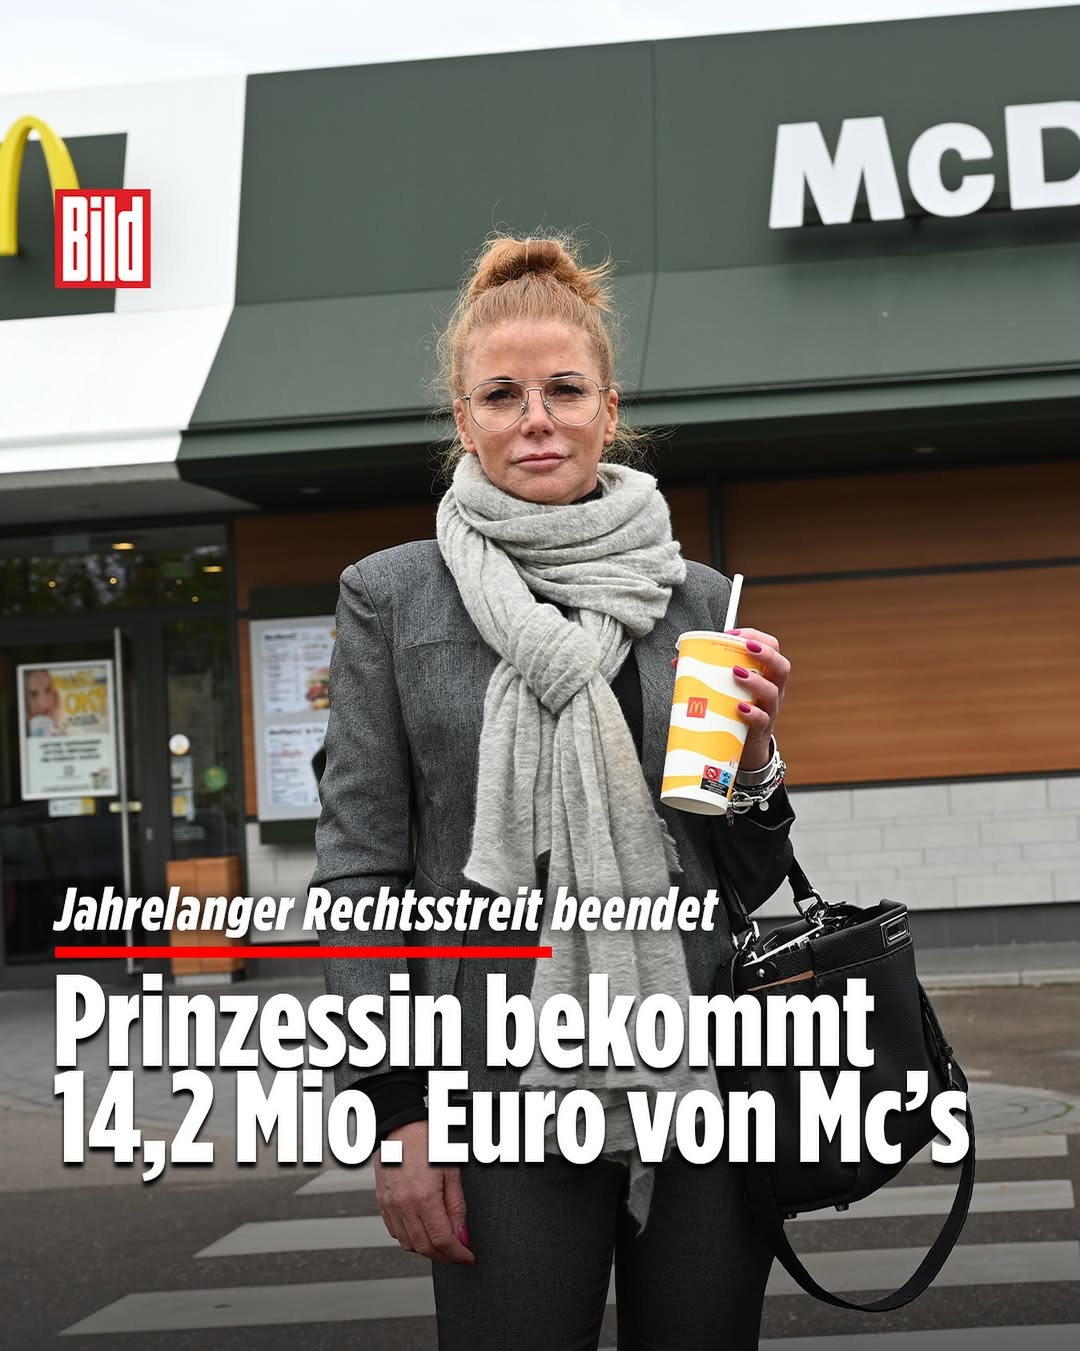 McD
Bild
Jahrelanger Rechtsstreit beendet
Prinzessin bekommt
14,2 Mio. Euro von Mc's